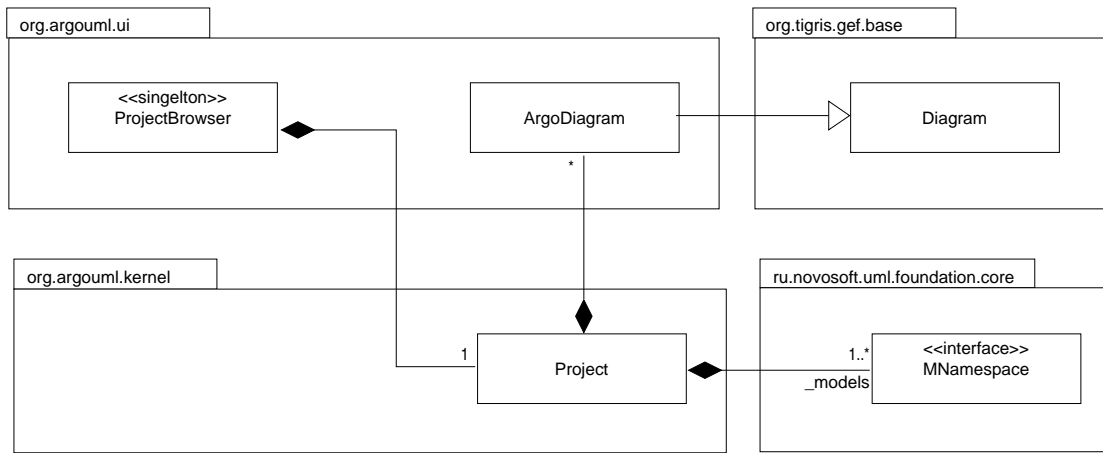 org.argouml.ui
org.tigris.gef.base
<<singelton>>
ProjectBrowser
ArgoDiagram
Diagram
*
org.argouml.kernel
ru.novosoft.uml.foundation.core
1
Project
1..*
_models
<<interface>>
MNamespace